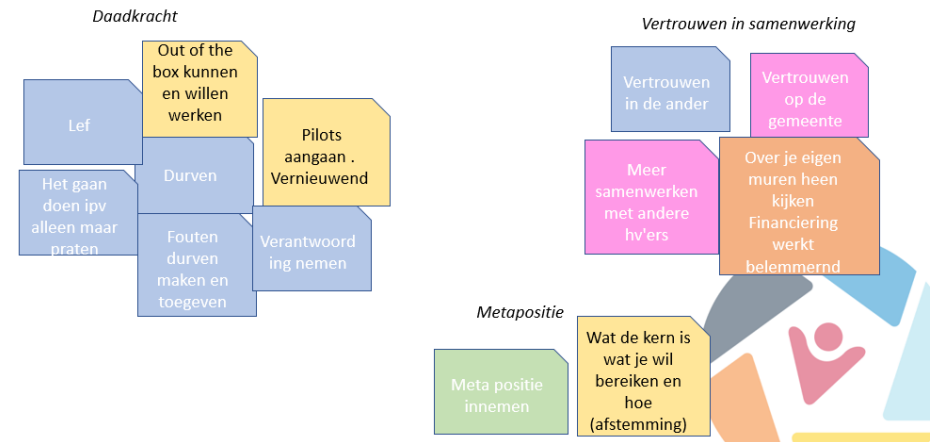 Daadkracht
Out of the
box kunnen
en willen
werken
Lef
Pilots
aangaan .
Vernieuwend
Durven
Het gaan
doen ipv
alleen maar
praten
Fouten
durven
maken en
toegeven
Verantwoord
ing nemen
Vertrouwen in samenwerking
Vertrouwen
in de ander
Vertrouwen
op de
gemeente
Meer
samenwerken
met andere
hv'ers
Over je eigen
muren heen
kijken
Financiering
werkt
belemmernd
Metapositie
Meta positie
innemen
Wat de kern is
wat je wil
bereiken en
hoe
(afstemming)